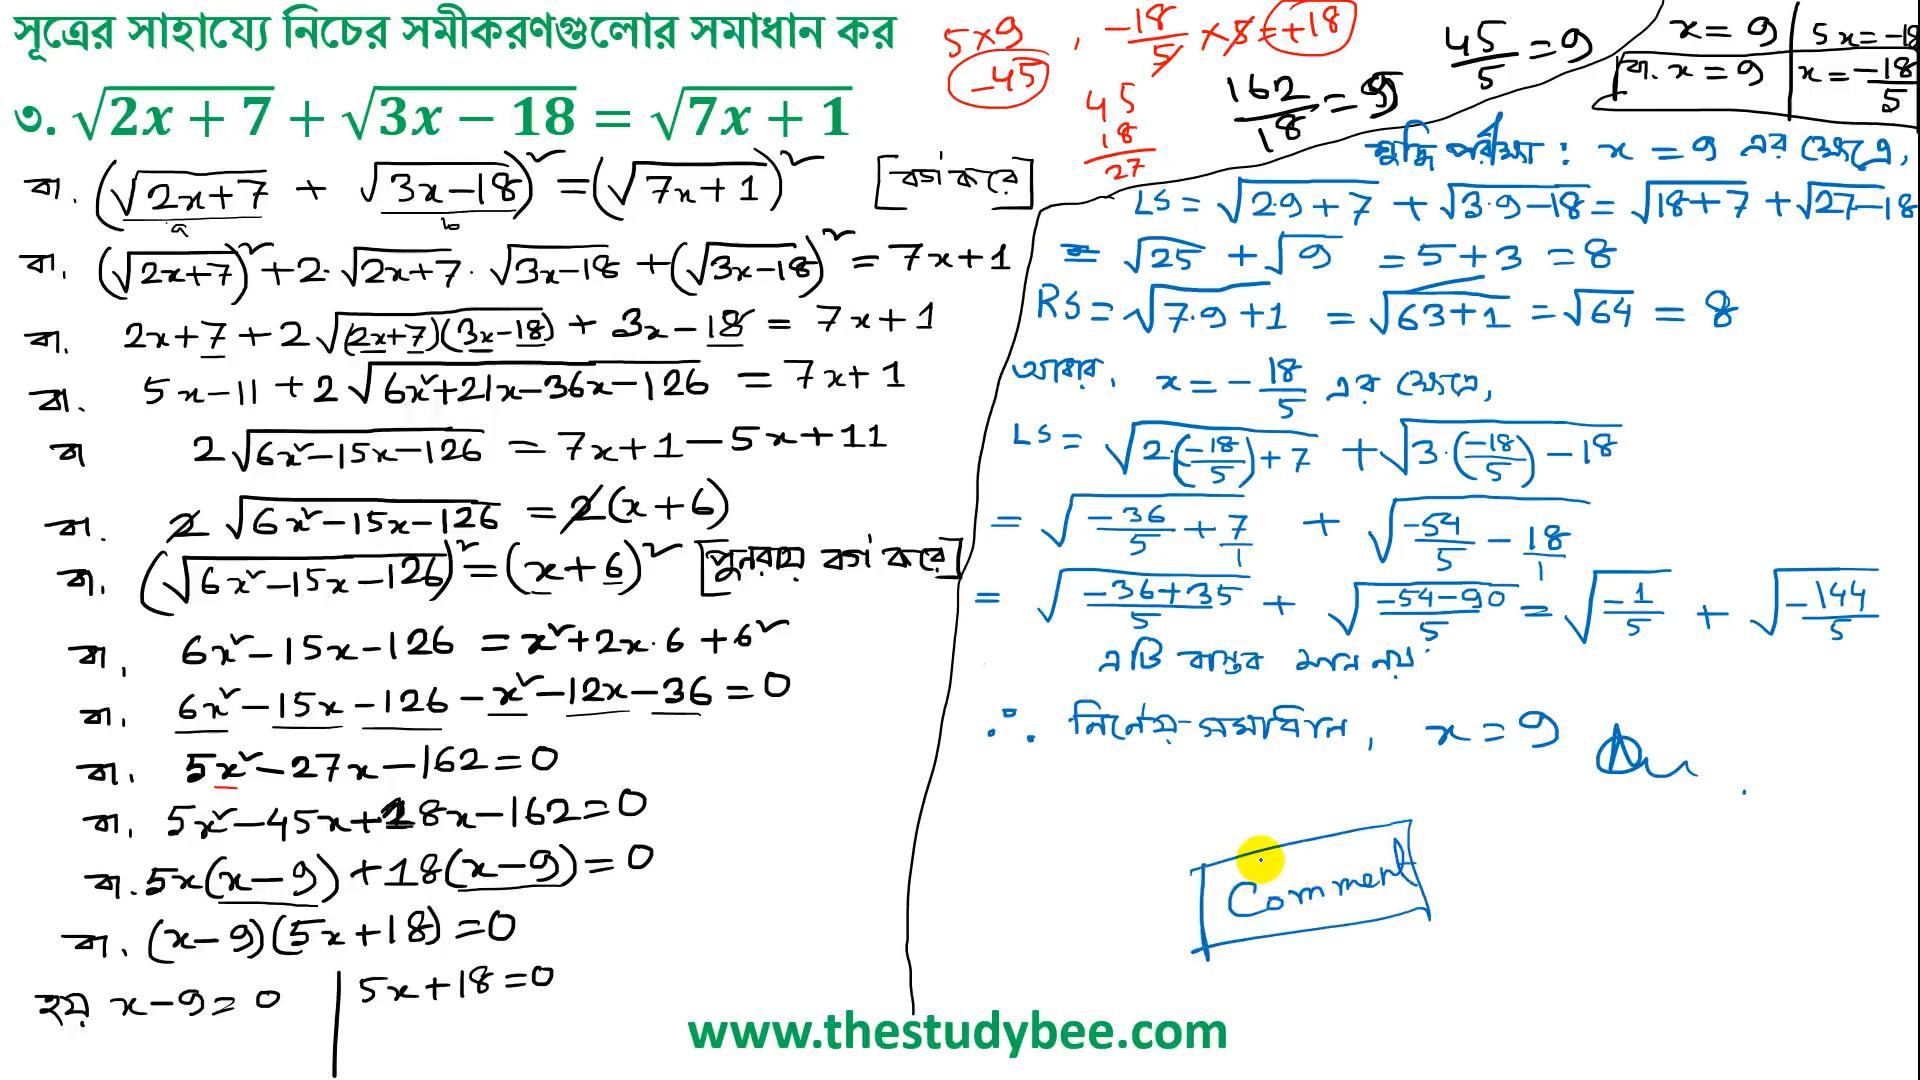 সূত্রের সাহায্যে নিচের সমীকরণগুলোর সমাধান কর
৩. √(2x + 7) + √(3x − 18) = √(7x + 1)
বা. (√(2x+7) + √(3x−18))² = (√(7x+1))² [বর্গ করে]
a b
বা, (√(2x+7))² + 2·√(2x+7)·√(3x−18) + (√(3x−18))² = 7x+1
বা. 2x+7+2√((2x+7)(3x−18)) + 3x−18 = 7x+1
বা. 5x−11+2√(6x²+21x−36x−126) = 7x+1
বা 2√(6x²−15x−126) = 7x+1−5x+11
বা. 2√(6x²−15x−126) = 2(x+6)
বা. (√(6x²−15x−126))² = (x+6)² [পুনরায় বর্গ করে]
বা, 6x²−15x−126 = x²+2x·6+6²
বা. 6x²−15x−126−x²−12x−36=0
বা. 5x²−27x−162=0
বা, 5x²−45x+18x−162=0
বা. 5x(x−9)+18(x−9)=0
বা, (x−9)(5x+18)=0
হয় x−9=0 | 5x+18=0
5×9 , −18/5 ×5=+18
−45
45
18
27
162/18 = 9
45/5 = 9
x = 9 | 5x=−18
বা. x = 9 | x=−18/5
শুদ্ধি পরীক্ষা : x = 9 এর ক্ষেত্রে,
LS = √(2·9+7) + √(3·9−18) = √(18+7) + √(27−18)
= √25 + √9 = 5+3 = 8
RS = √(7·9+1) = √(63+1) = √64 = 8
আবার, x = −18/5 এর ক্ষেত্রে,
LS = √(2·(−18/5)+7) + √(3·(−18/5)−18)
= √(−36/5 + 7/1) + √(−54/5 − 18/1)
= √((−36+35)/5) + √((−54−90)/5) = √(−1/5) + √(−144/5)
এটি বাস্তব মান নয়.
∴ নির্ণেয় সমাধান, x = 9 Ans
Comment
www.thestudybee.com